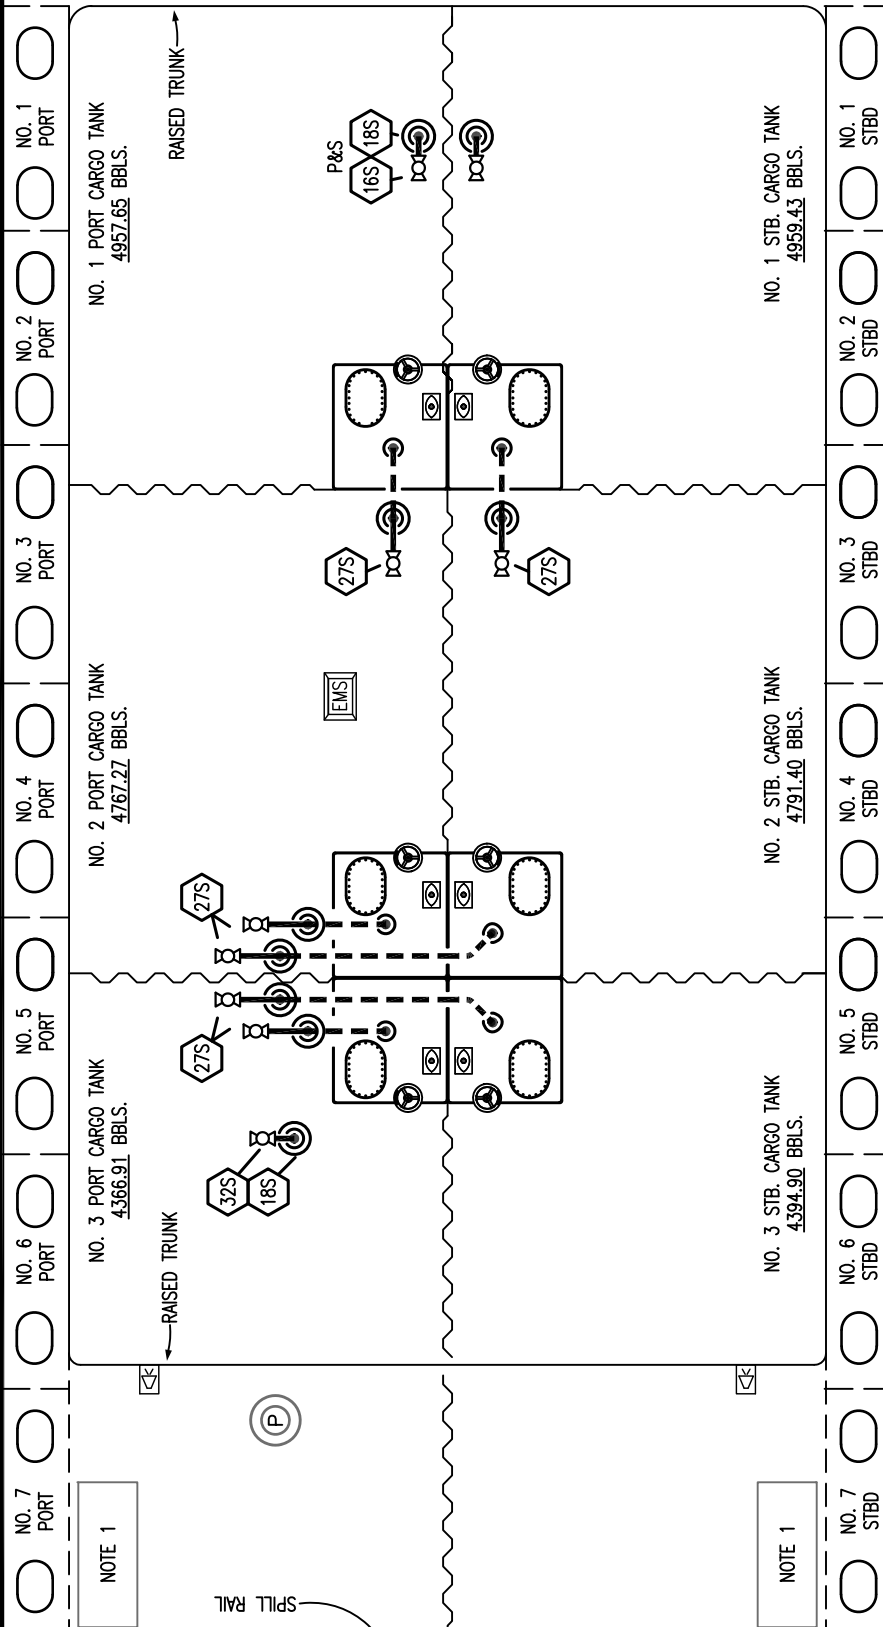 NO. 1
PORT
NO. 2
PORT
NO. 3
PORT
NO. 4
PORT
NO. 5
PORT
NO. 6
PORT
NO. 7
PORT
RAISED TRUNK
NO. 1 PORT CARGO TANK
4957.65 BBLS.
P&S
16S
18S
NO. 1 STB. CARGO TANK
4959.43 BBLS.
27S
27S
EMS
NO. 2 PORT CARGO TANK
4767.27 BBLS.
NO. 2 STB. CARGO TANK
4791.40 BBLS.
27S
27S
NO. 3 PORT CARGO TANK
4366.91 BBLS.
32S
18S
NO. 3 STB. CARGO TANK
4394.90 BBLS.
RAISED TRUNK
P
NOTE 1
NOTE 1
SPILL RAIL
NO. 1
STBD
NO. 2
STBD
NO. 3
STBD
NO. 4
STBD
NO. 5
STBD
NO. 6
STBD
NO. 7
STBD